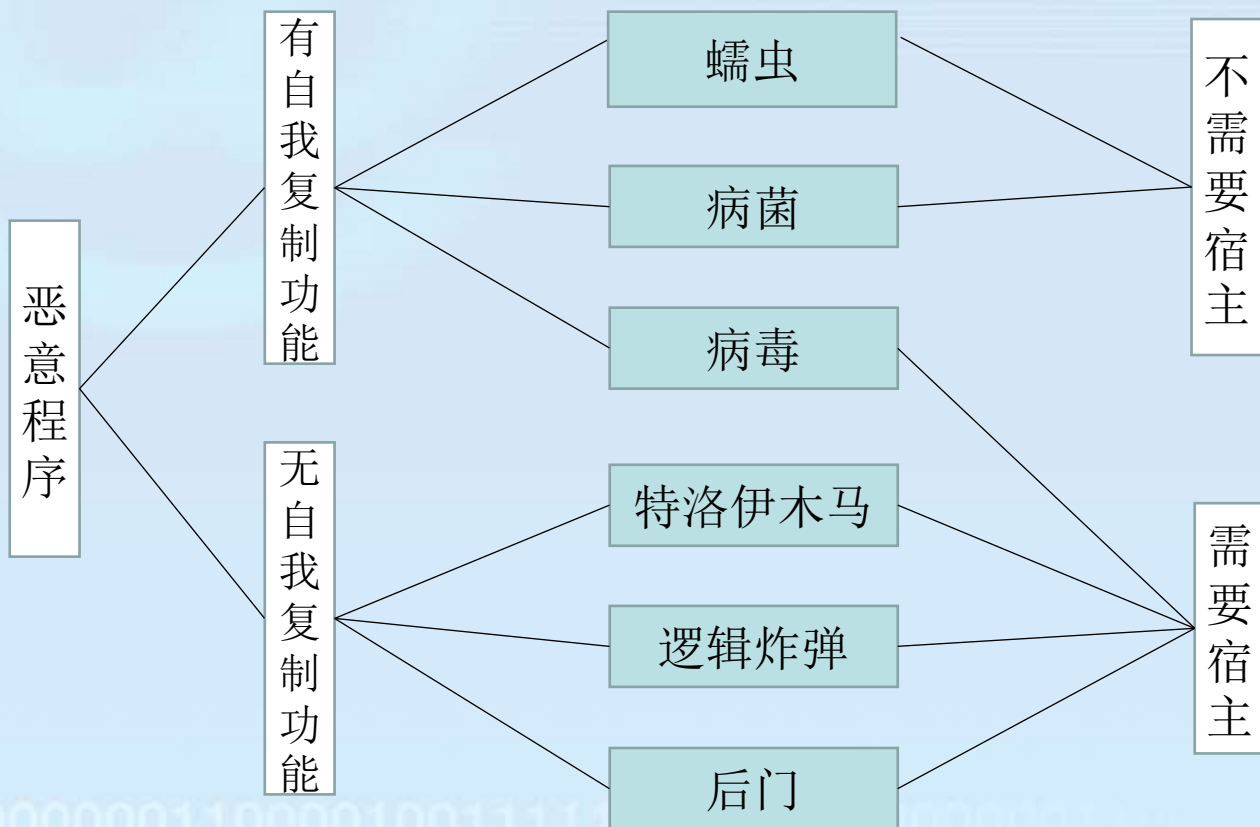 恶意程序
有自我复制功能
无自我复制功能
蠕虫
病菌
病毒
特洛伊木马
逻辑炸弹
后门
不需要宿主
需要宿主